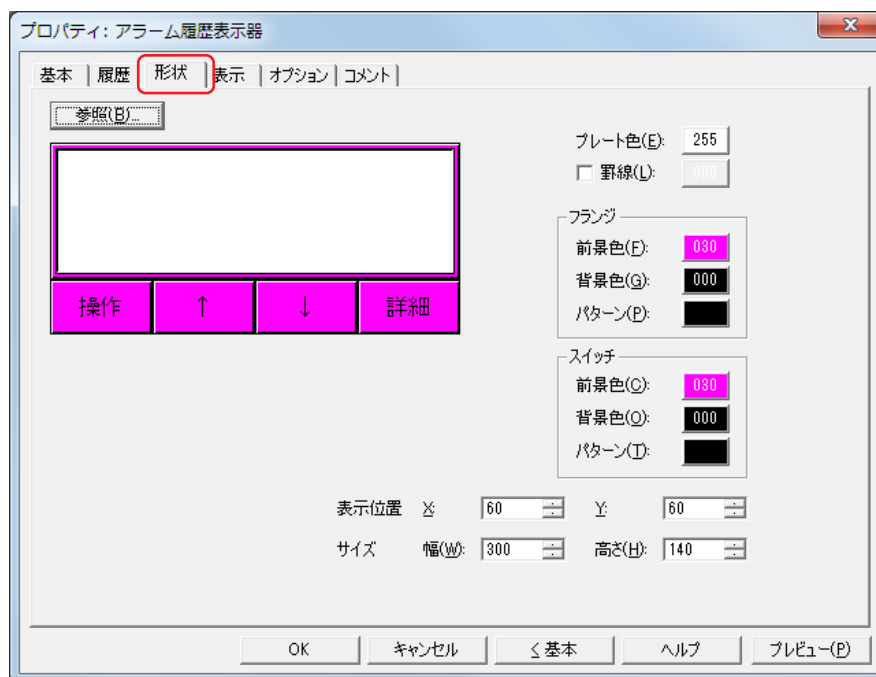 プロパティ: アラーム履歴表示器
基本 履歴 形状 表示 オプション コメント
参照(B)...
プレート色(E): 255
罫線(L): 000
フランジ
前景色(F): 030
背景色(G): 000
パターン(P):
操作 ↑ ↓ 詳細
スイッチ
前景色(C): 030
背景色(O): 000
パターン(T):
表示位置 X: 60 Y: 60
サイズ 幅(W): 300 高さ(H): 140
OK キャンセル < 基本 ヘルプ プレビュー(P)